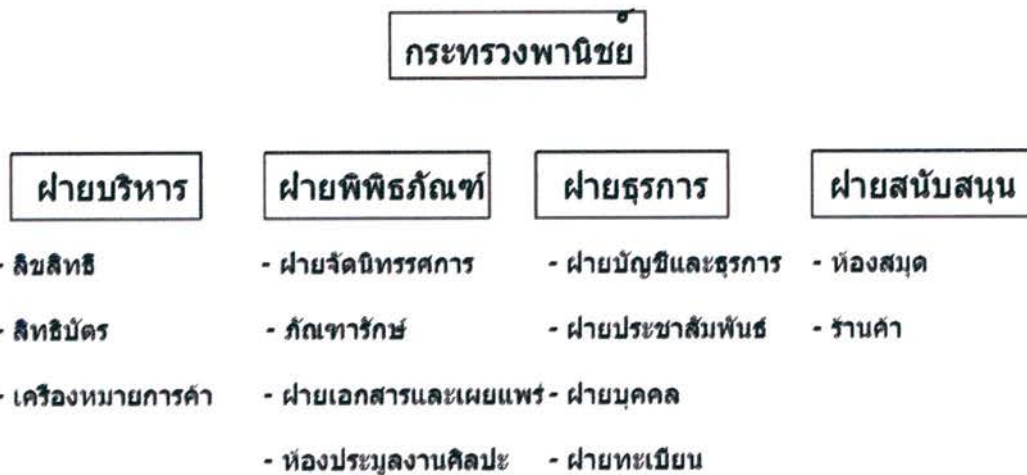 กระทรวงพานิชย์
ฝ่ายบริหาร
- ลิขสิทธิ
- สิทธิบัตร
- เครื่องหมายการค้า
ฝ่ายพิพิธภัณฑ์
- ฝ่ายจัดนิทรรศการ
- ภัณฑารักษ์
- ฝ่ายเอกสารและเผยแพร่
- ห้องประมูลงานศิลปะ
ฝ่ายธุรการ
- ฝ่ายบัญชีและธุรการ
- ฝ่ายประชาสัมพันธ์
- ฝ่ายบุคคล
- ฝ่ายทะเบียน
ฝ่ายสนับสนุน
- ห้องสมุด
- ร้านค้า